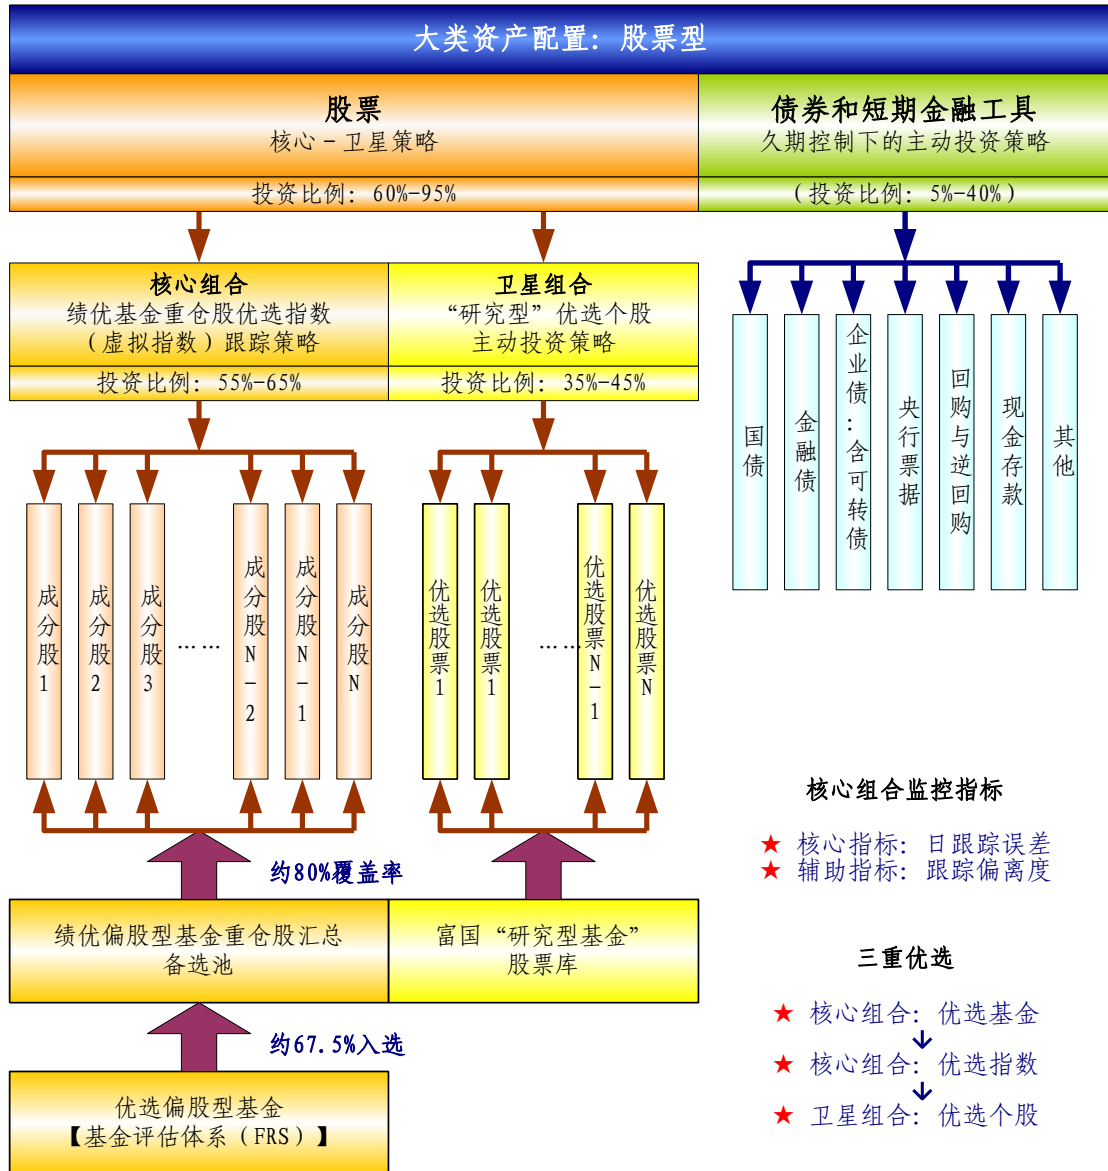 大类资产配置：股票型
股票
核心－卫星策略
投资比例：60%-95%
债券和短期金融工具
久期控制下的主动投资策略
（投资比例：5%-40%）
核心组合
绩优基金重仓股优选指数
（虚拟指数）跟踪策略
投资比例：55%-65%
卫星组合
“研究型”优选个股
主动投资策略
投资比例：35%-45%
国债
金融债
企业债：含可转债
央行票据
回购与逆回购
现金存款
其他
成分股1
成分股2
成分股3
……
成分股N-2
成分股N-1
成分股N
优选股票1
优选股票1
……
优选股票N-1
优选股票N
约80%覆盖率
绩优偏股型基金重仓股汇总
备选池
富国“研究型基金”
股票库
约67.5%入选
优选偏股型基金
【基金评估体系（FRS）】
核心组合监控指标
★ 核心指标：日跟踪误差
★ 辅助指标：跟踪偏离度
三重优选
★ 核心组合：优选基金
★ 核心组合：优选指数
★ 卫星组合：优选个股